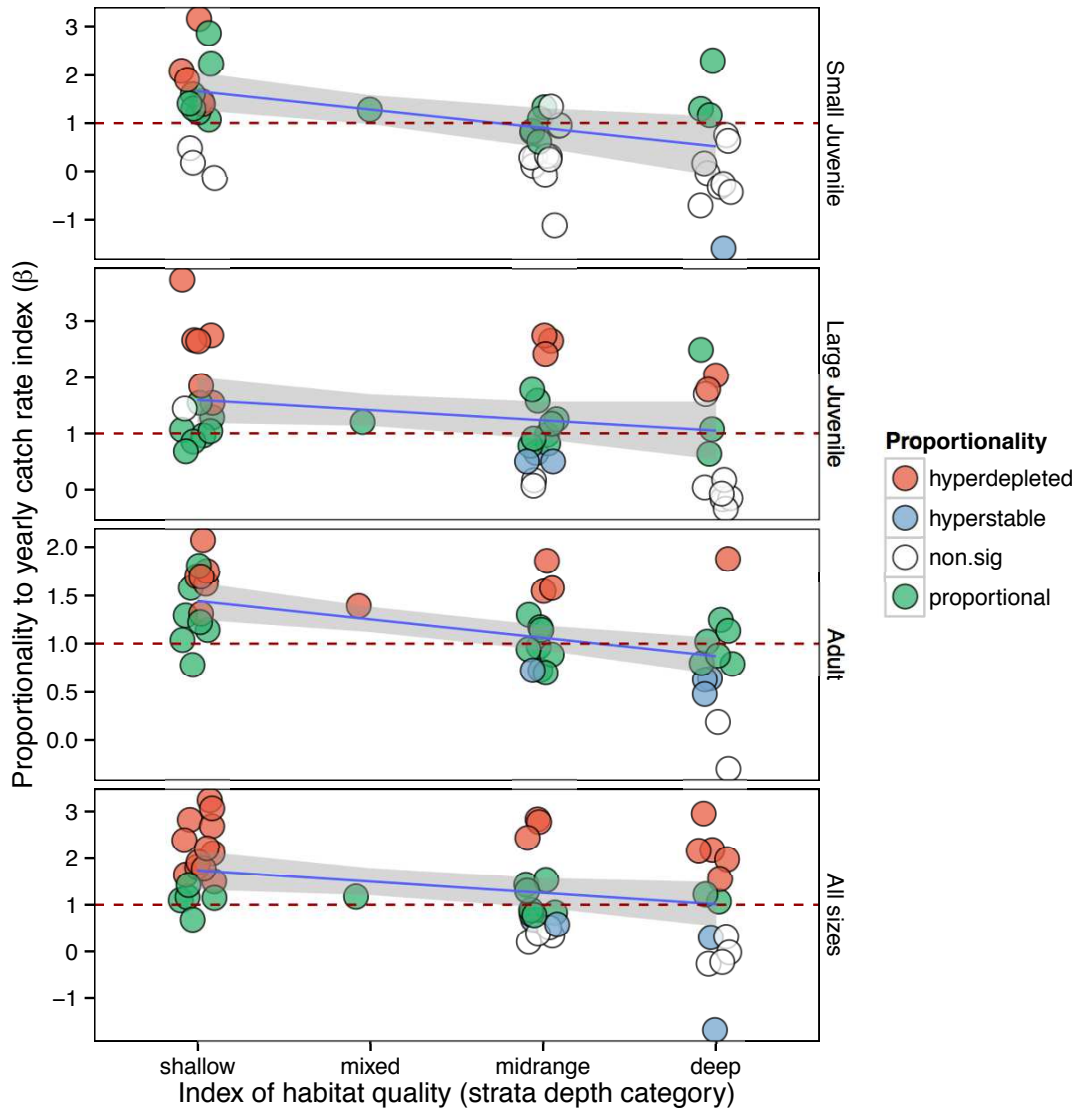 3
2
1
0
−1
Small Juvenile
3
2
1
0
Large Juvenile
2.0
1.5
1.0
0.5
0.0
Adult
3
2
1
0
−1
All sizes
Proportionality to yearly catch rate index (β)
shallow mixed midrange deep
Index of habitat quality (strata depth category)
Proportionality
hyperdepleted
hyperstable
non.sig
proportional